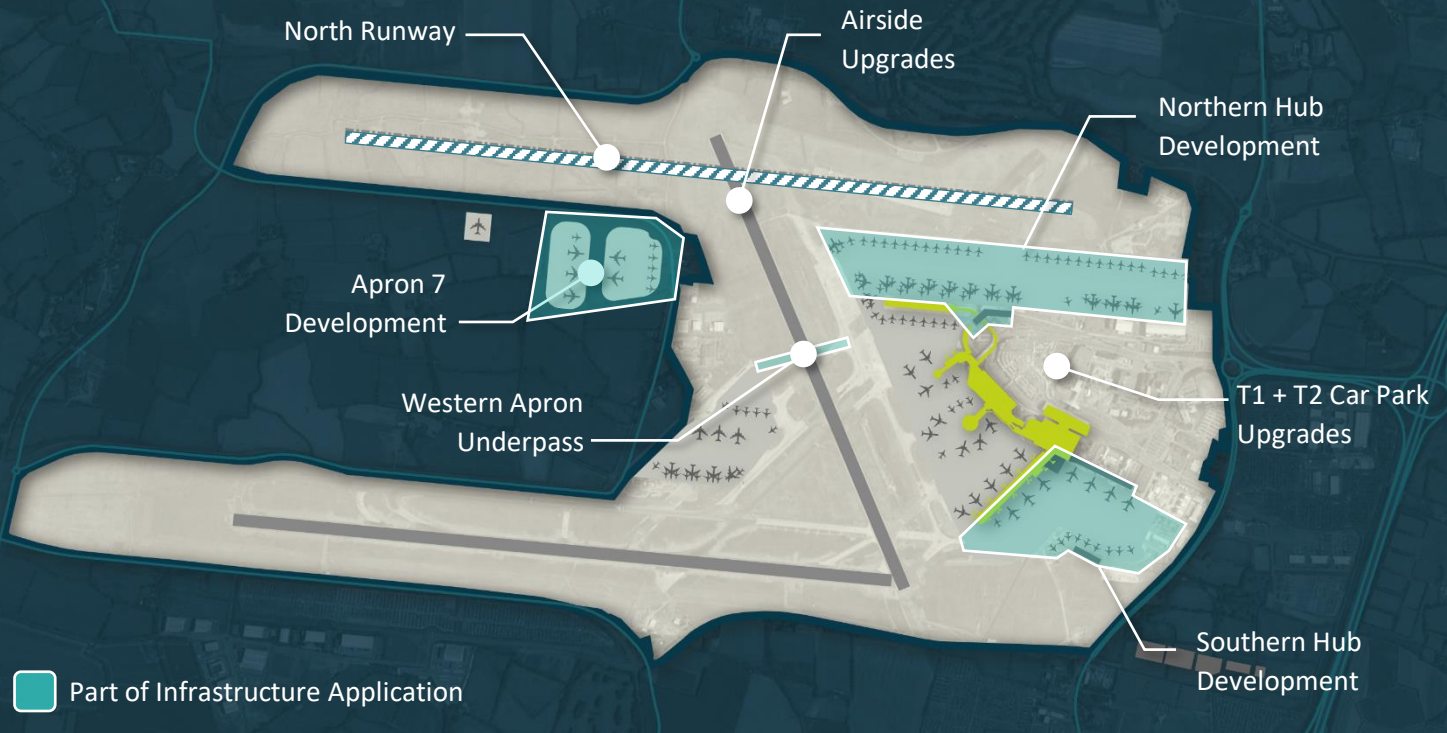 North Runway
Airside
Upgrades
Northern Hub
Development
Apron 7
Development
Western Apron
Underpass
T1 + T2 Car Park
Upgrades
Southern Hub
Development
Part of Infrastructure Application